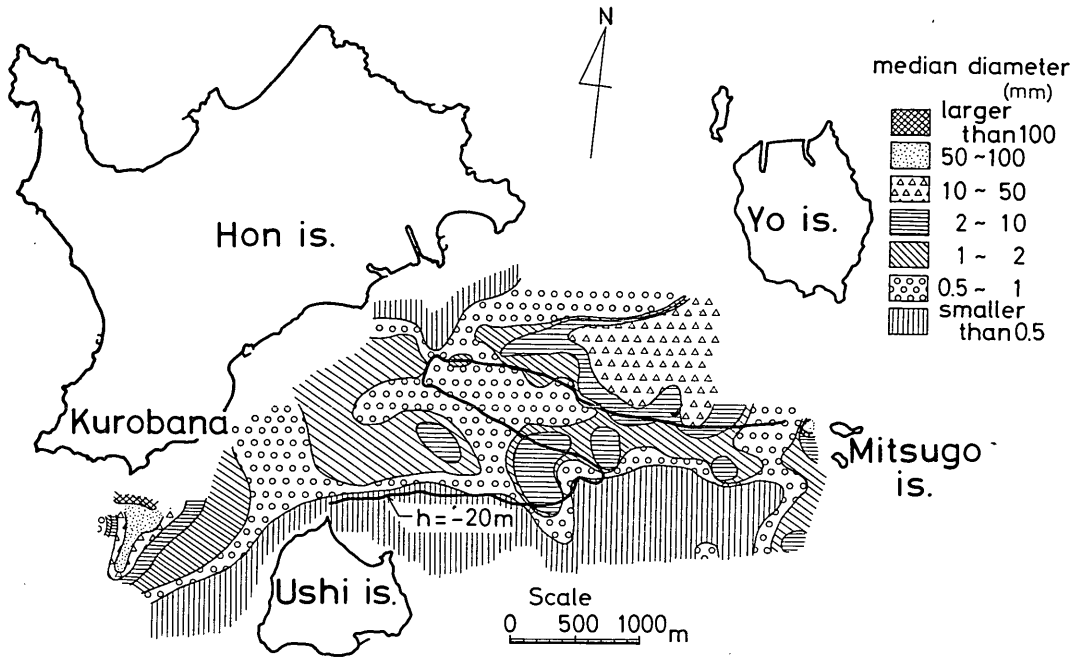 N
median diameter
(mm)
larger
than 100
50 ~ 100
10 ~ 50
2 ~ 10
1 ~ 2
0.5 ~ 1
smaller
than 0.5
Hon is.
Yo is.
Kurobana
Mitsugo
is.
h = -20m
Ushi is.
Scale
0 500 1000 m